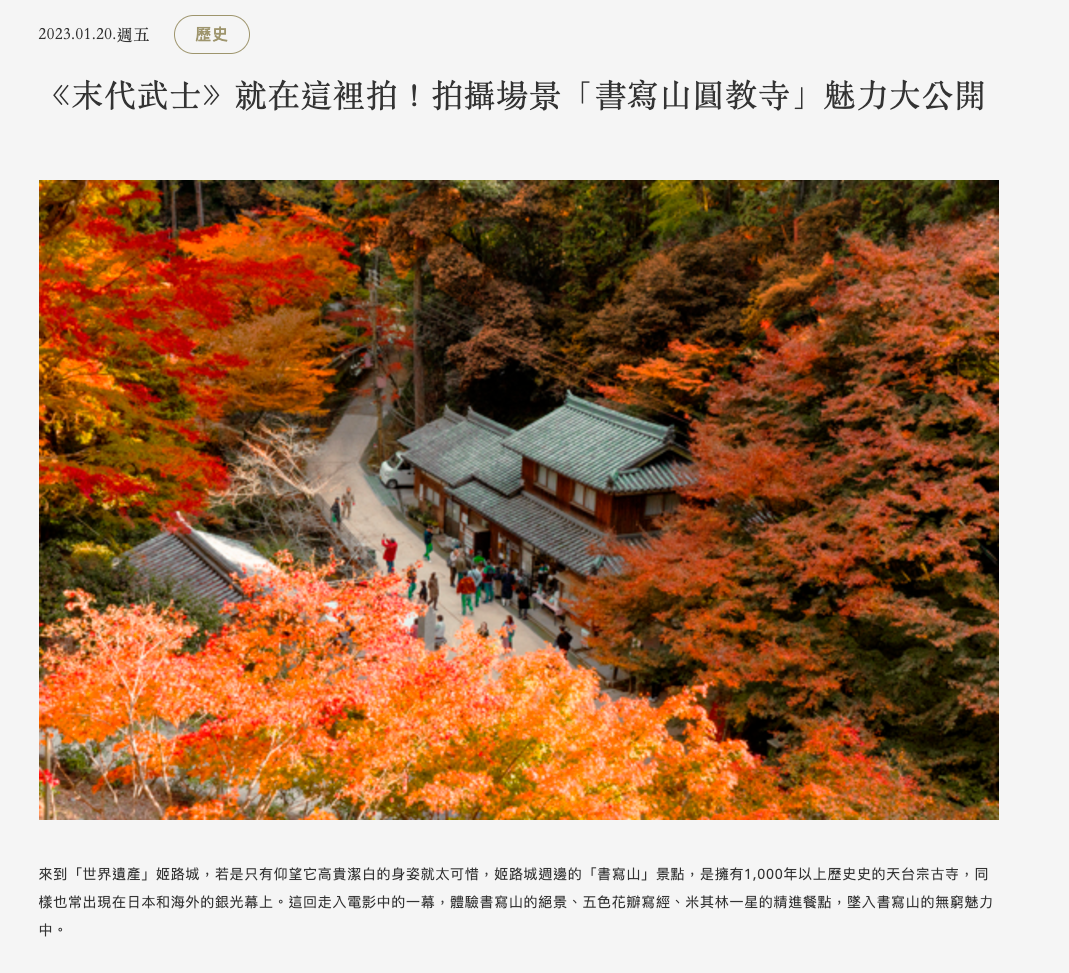 2023.01.20.週五
歷史
《末代武士》就在這裡拍！拍攝場景「書寫山圓教寺」魅力大公開
來到「世界遺產」姬路城，若是只有仰望它高貴潔白的身姿就太可惜，姬路城週邊的「書寫山」景點，是擁有1,000年以上歷史史的天台宗古寺，同
樣也常出現在日本和海外的銀光幕上。這回走入電影中的一幕，體驗書寫山的絕景、五色花瓣寫經、米其林一星的精進餐點，墜入書寫山的無窮魅力
中。